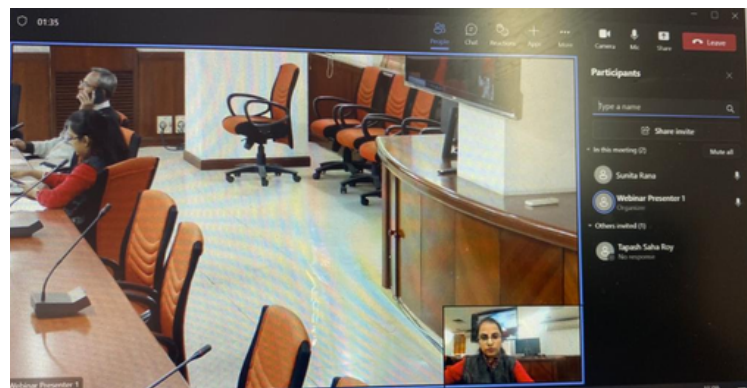 01:35
People
Chat
Reactions
Apps
More
Camera
Mic
Share
Leave
Participants
Type a name
Share invite
In this meeting (2)
Mute all
Sunita Rana
Webinar Presenter 1
Organizer
Others invited (1)
Tapash Saha Roy
No response
Webinar Presenter 1